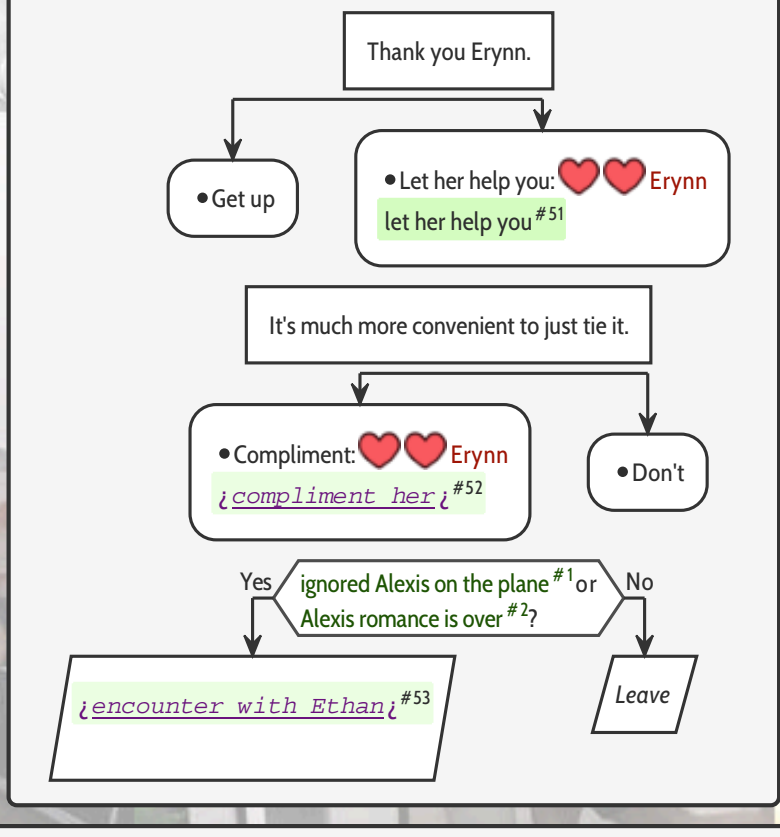 Thank you Erynn.
•Get up
•Let her help you: Erynn
let her help you #51
It's much more convenient to just tie it.
•Compliment: Erynn
¿compliment her¿ #52
•Don't
Yes
ignored Alexis on the plane #1 or
Alexis romance is over #2?
No
¿encounter with Ethan¿ #53
Leave